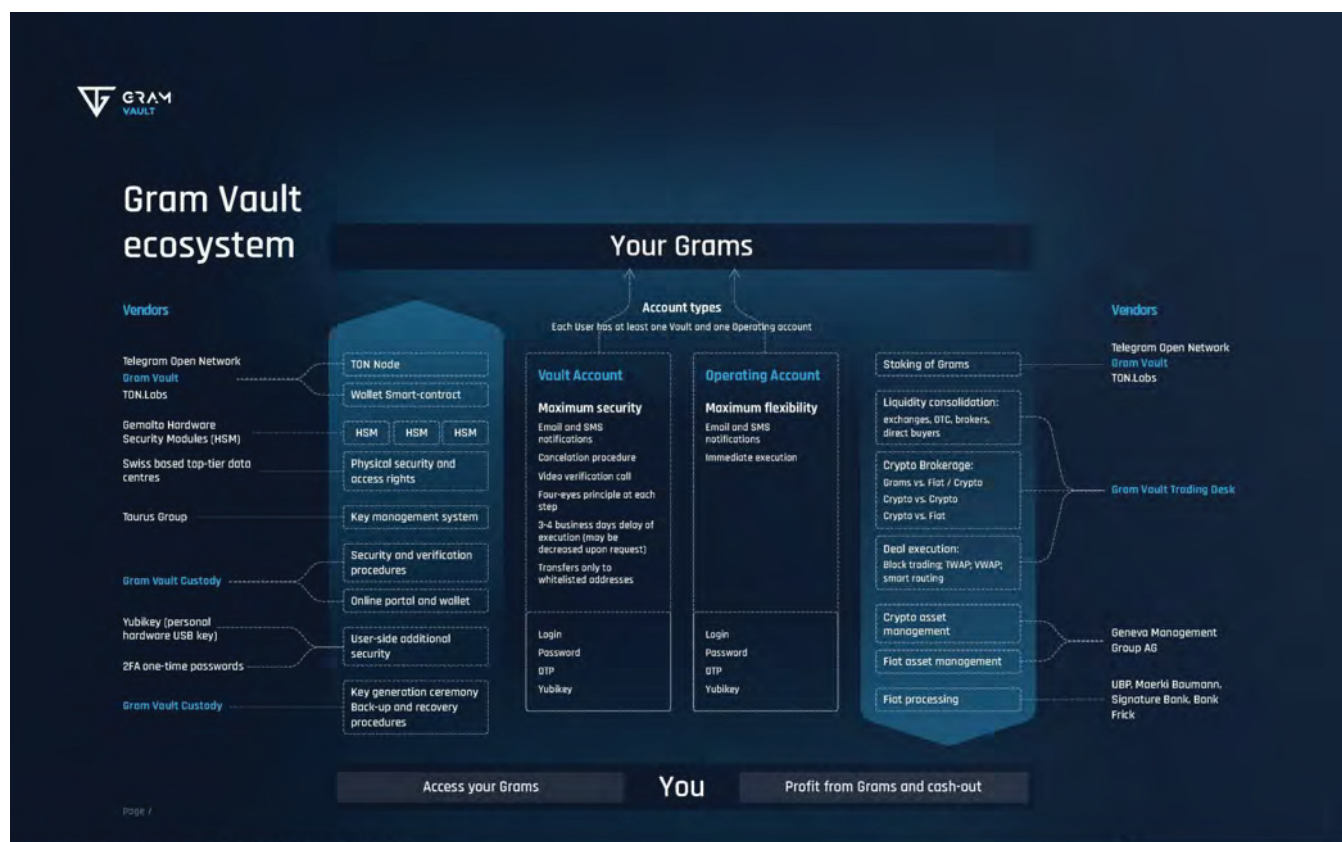 GRAM
VAULT
Gram Vault
ecosystem
Your Grams
Vendors
Telegram Open Network
Gram Vault
TON.Labs
Gemalto Hardware
Security Modules (HSM)
Swiss based top-tier data
centres
Taurus Group
Gram Vault Custody
Yubikey (personal
hardware USB key)
2FA one-time passwords
Gram Vault Custody
TON Node
Wallet Smart-contract
HSM
HSM
HSM
Physical security and
access rights
Key management system
Security and verification
procedures
Online portal and wallet
User-side additional
security
Key generation ceremony
Back-up and recovery
procedures
Account types
Each User has at least one Vault and one Operating account
Vault Account
Maximum security
Email and SMS
notifications
Cancelation procedure
Video verification call
Four-eyes principle at each
step
3-4 business days delay of
execution (may be
decreased upon request)
Transfers only to
whitelisted addresses
Login
Password
OTP
Yubikey
Operating Account
Maximum flexibility
Email and SMS
notifications
Immediate execution
Login
Password
OTP
Yubikey
Staking of Grams
Liquidity consolidation:
exchanges, OTC, brokers,
direct buyers
Crypto Brokerage:
Grams vs. Fiat / Crypto
Crypto vs. Crypto
Crypto vs. Fiat
Deal execution:
Block trading; TWAP; VWAP;
smart routing
Crypto asset
management
Fiat asset management
Fiat processing
Vendors
Telegram Open Network
Gram Vault
TON.Labs
Gram Vault Trading Desk
Geneva Management
Group AG
UBP, Maerki Baumann,
Signature Bank, Bank
Frick
Access your Grams
You
Profit from Grams and cash-out
Page 7